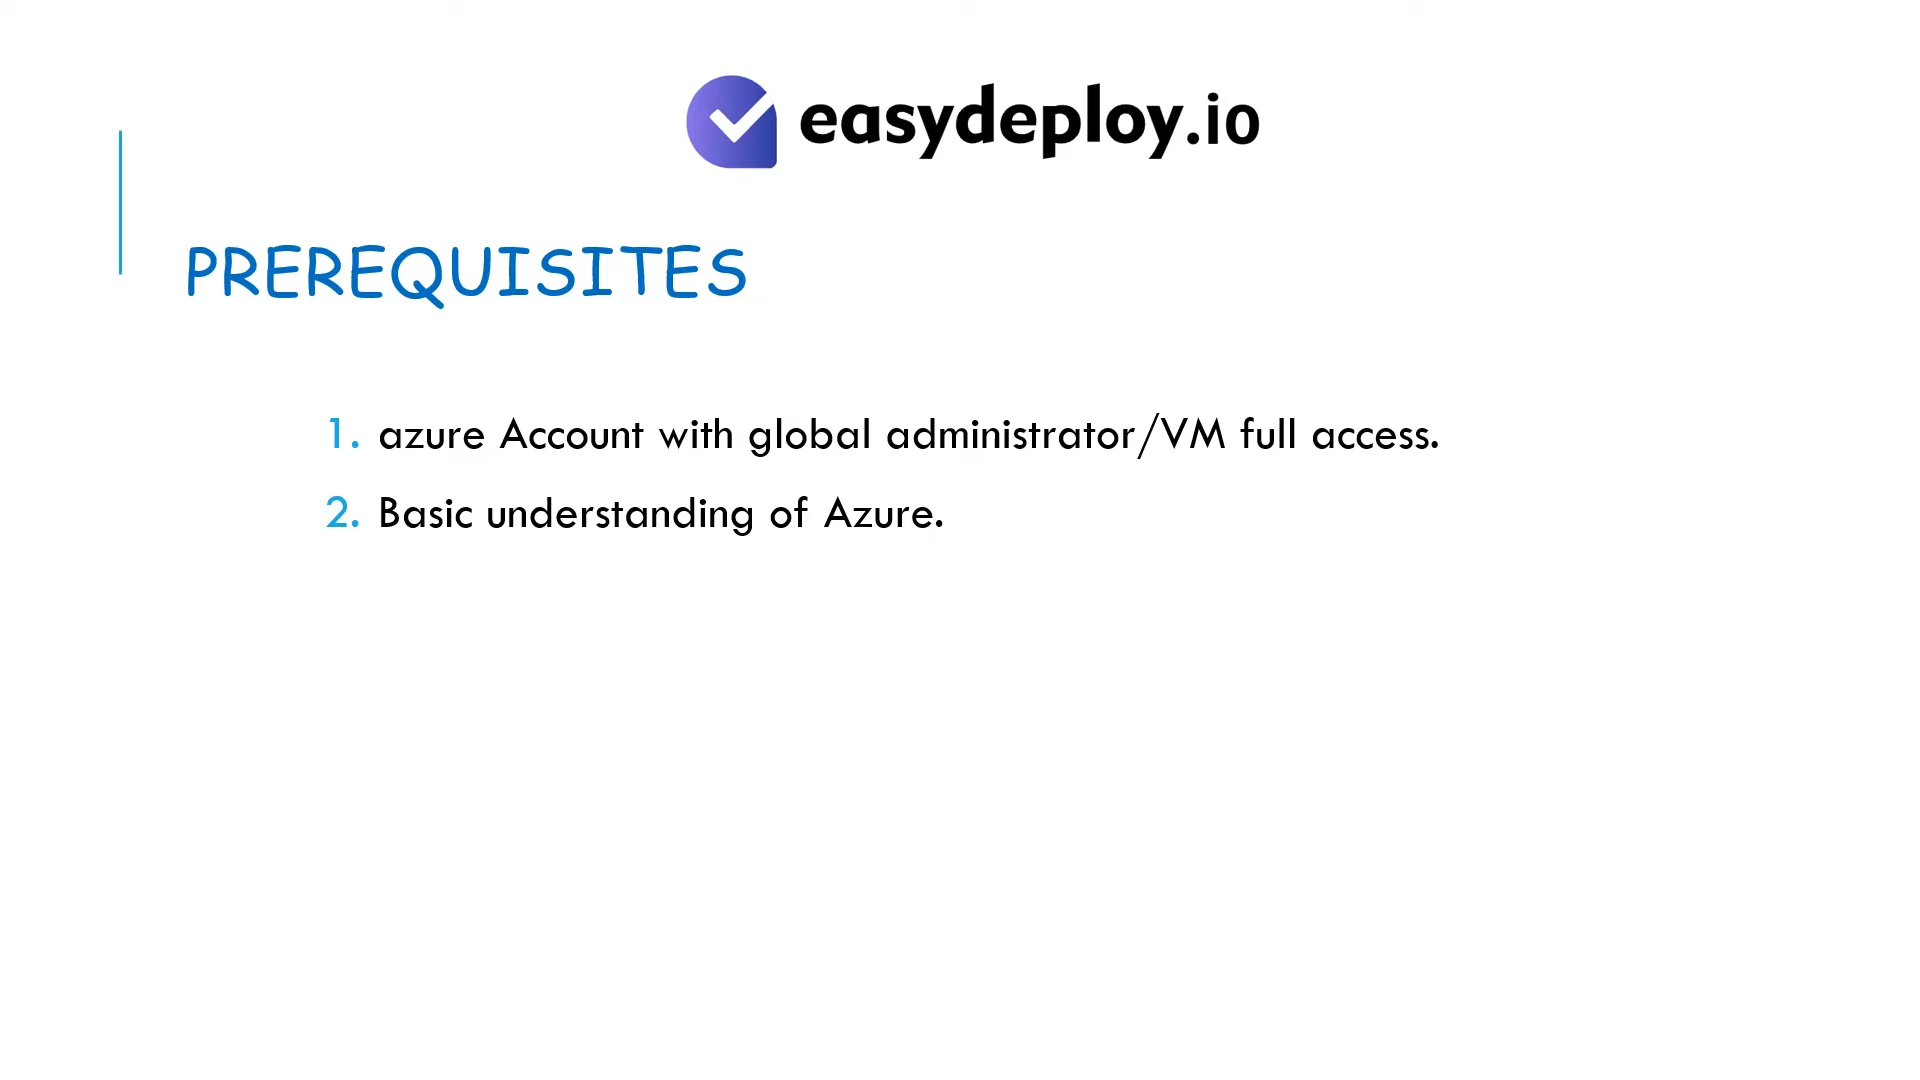 easydeploy.io
PREREQUISITES
1. azure Account with global administrator/VM full access.
2. Basic understanding of Azure.